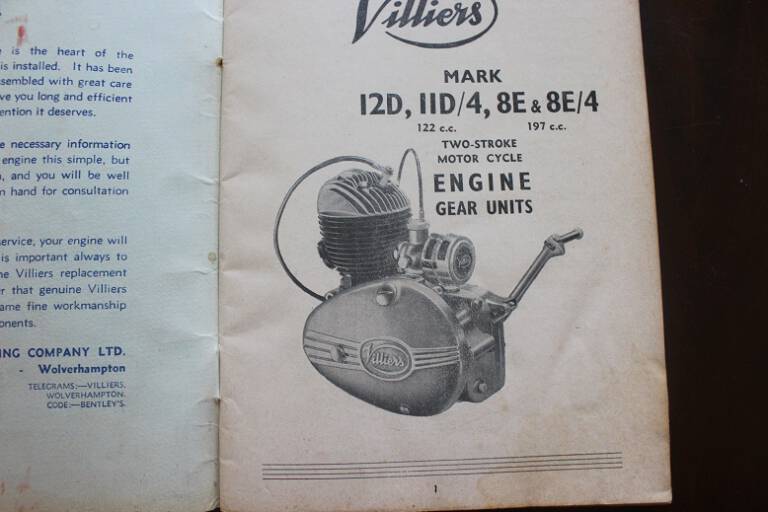 is the heart of the
is installed. It has been
ssembled with great care
ve you long and efficient
ention it deserves.
e necessary information
engine this simple, but
, and you will be well
n hand for consultation
service, your engine will
is important always to
ne Villiers replacement
r that genuine Villiers
ame fine workmanship
onents.
ING COMPANY LTD.
- Wolverhampton
TELEGRAMS:—VILLIERS,
WOLVERHAMPTON.
CODE:—BENTLEY'S.
Villiers
MARK
12D, 11D/4, 8E & 8E/4
122 c.c. 197 c.c.
TWO-STROKE
MOTOR CYCLE
ENGINE
GEAR UNITS
Villiers
1